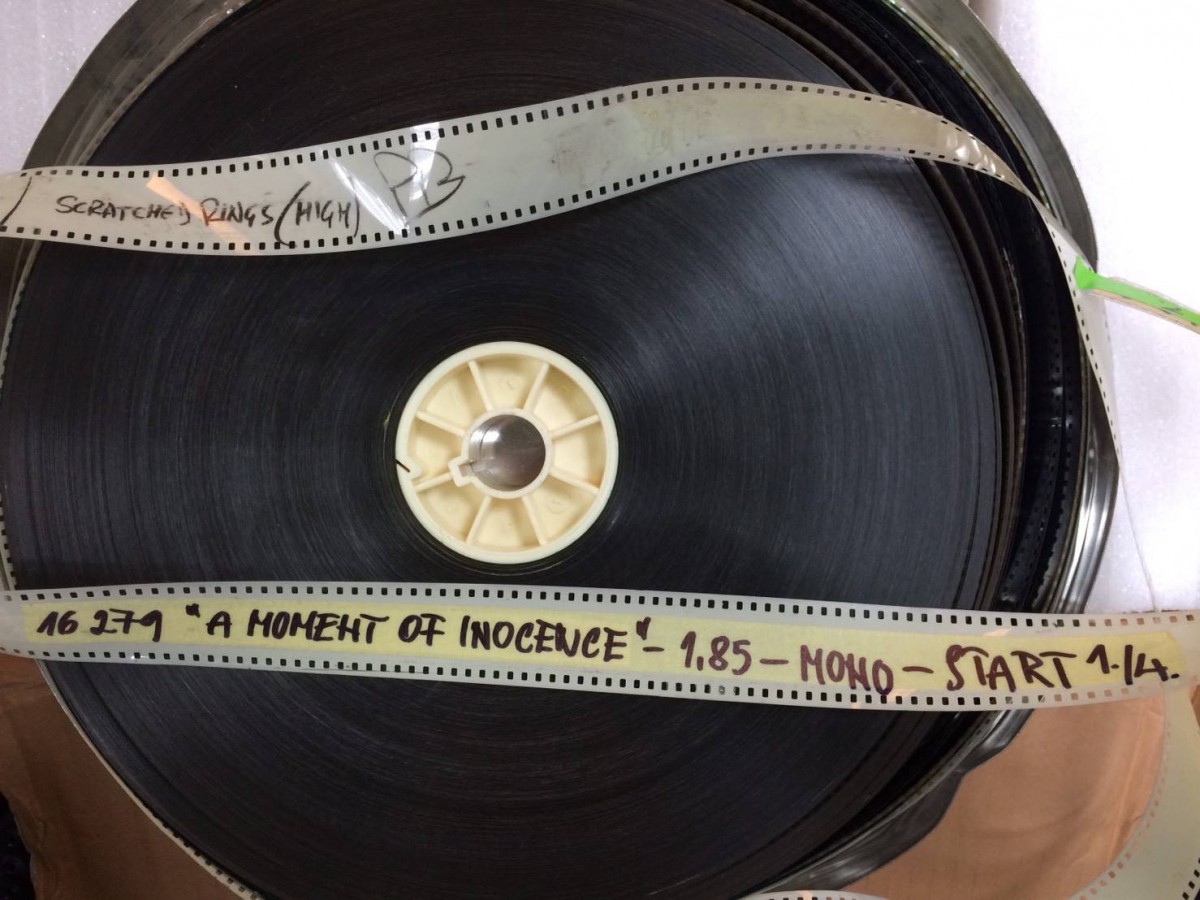 SCRATCHED RINGS (HIGH) PB
16 279 "A MOMENT OF INOCENCE" - 1,85 - MONO - START 1./4.